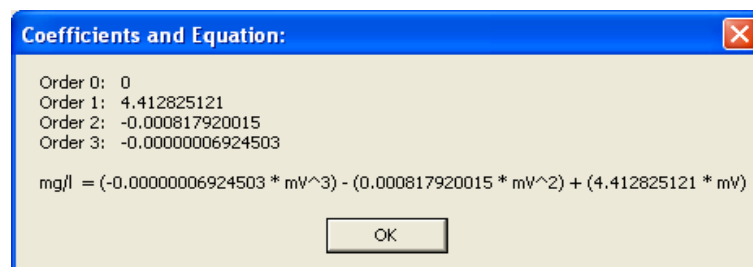 Coefficients and Equation:
Order 0: 0
Order 1: 4.412825121
Order 2: -0.000817920015
Order 3: -0.00000006924503
mg/l = (-0.00000006924503 * mV^3) - (0.000817920015 * mV^2) + (4.412825121 * mV)
OK